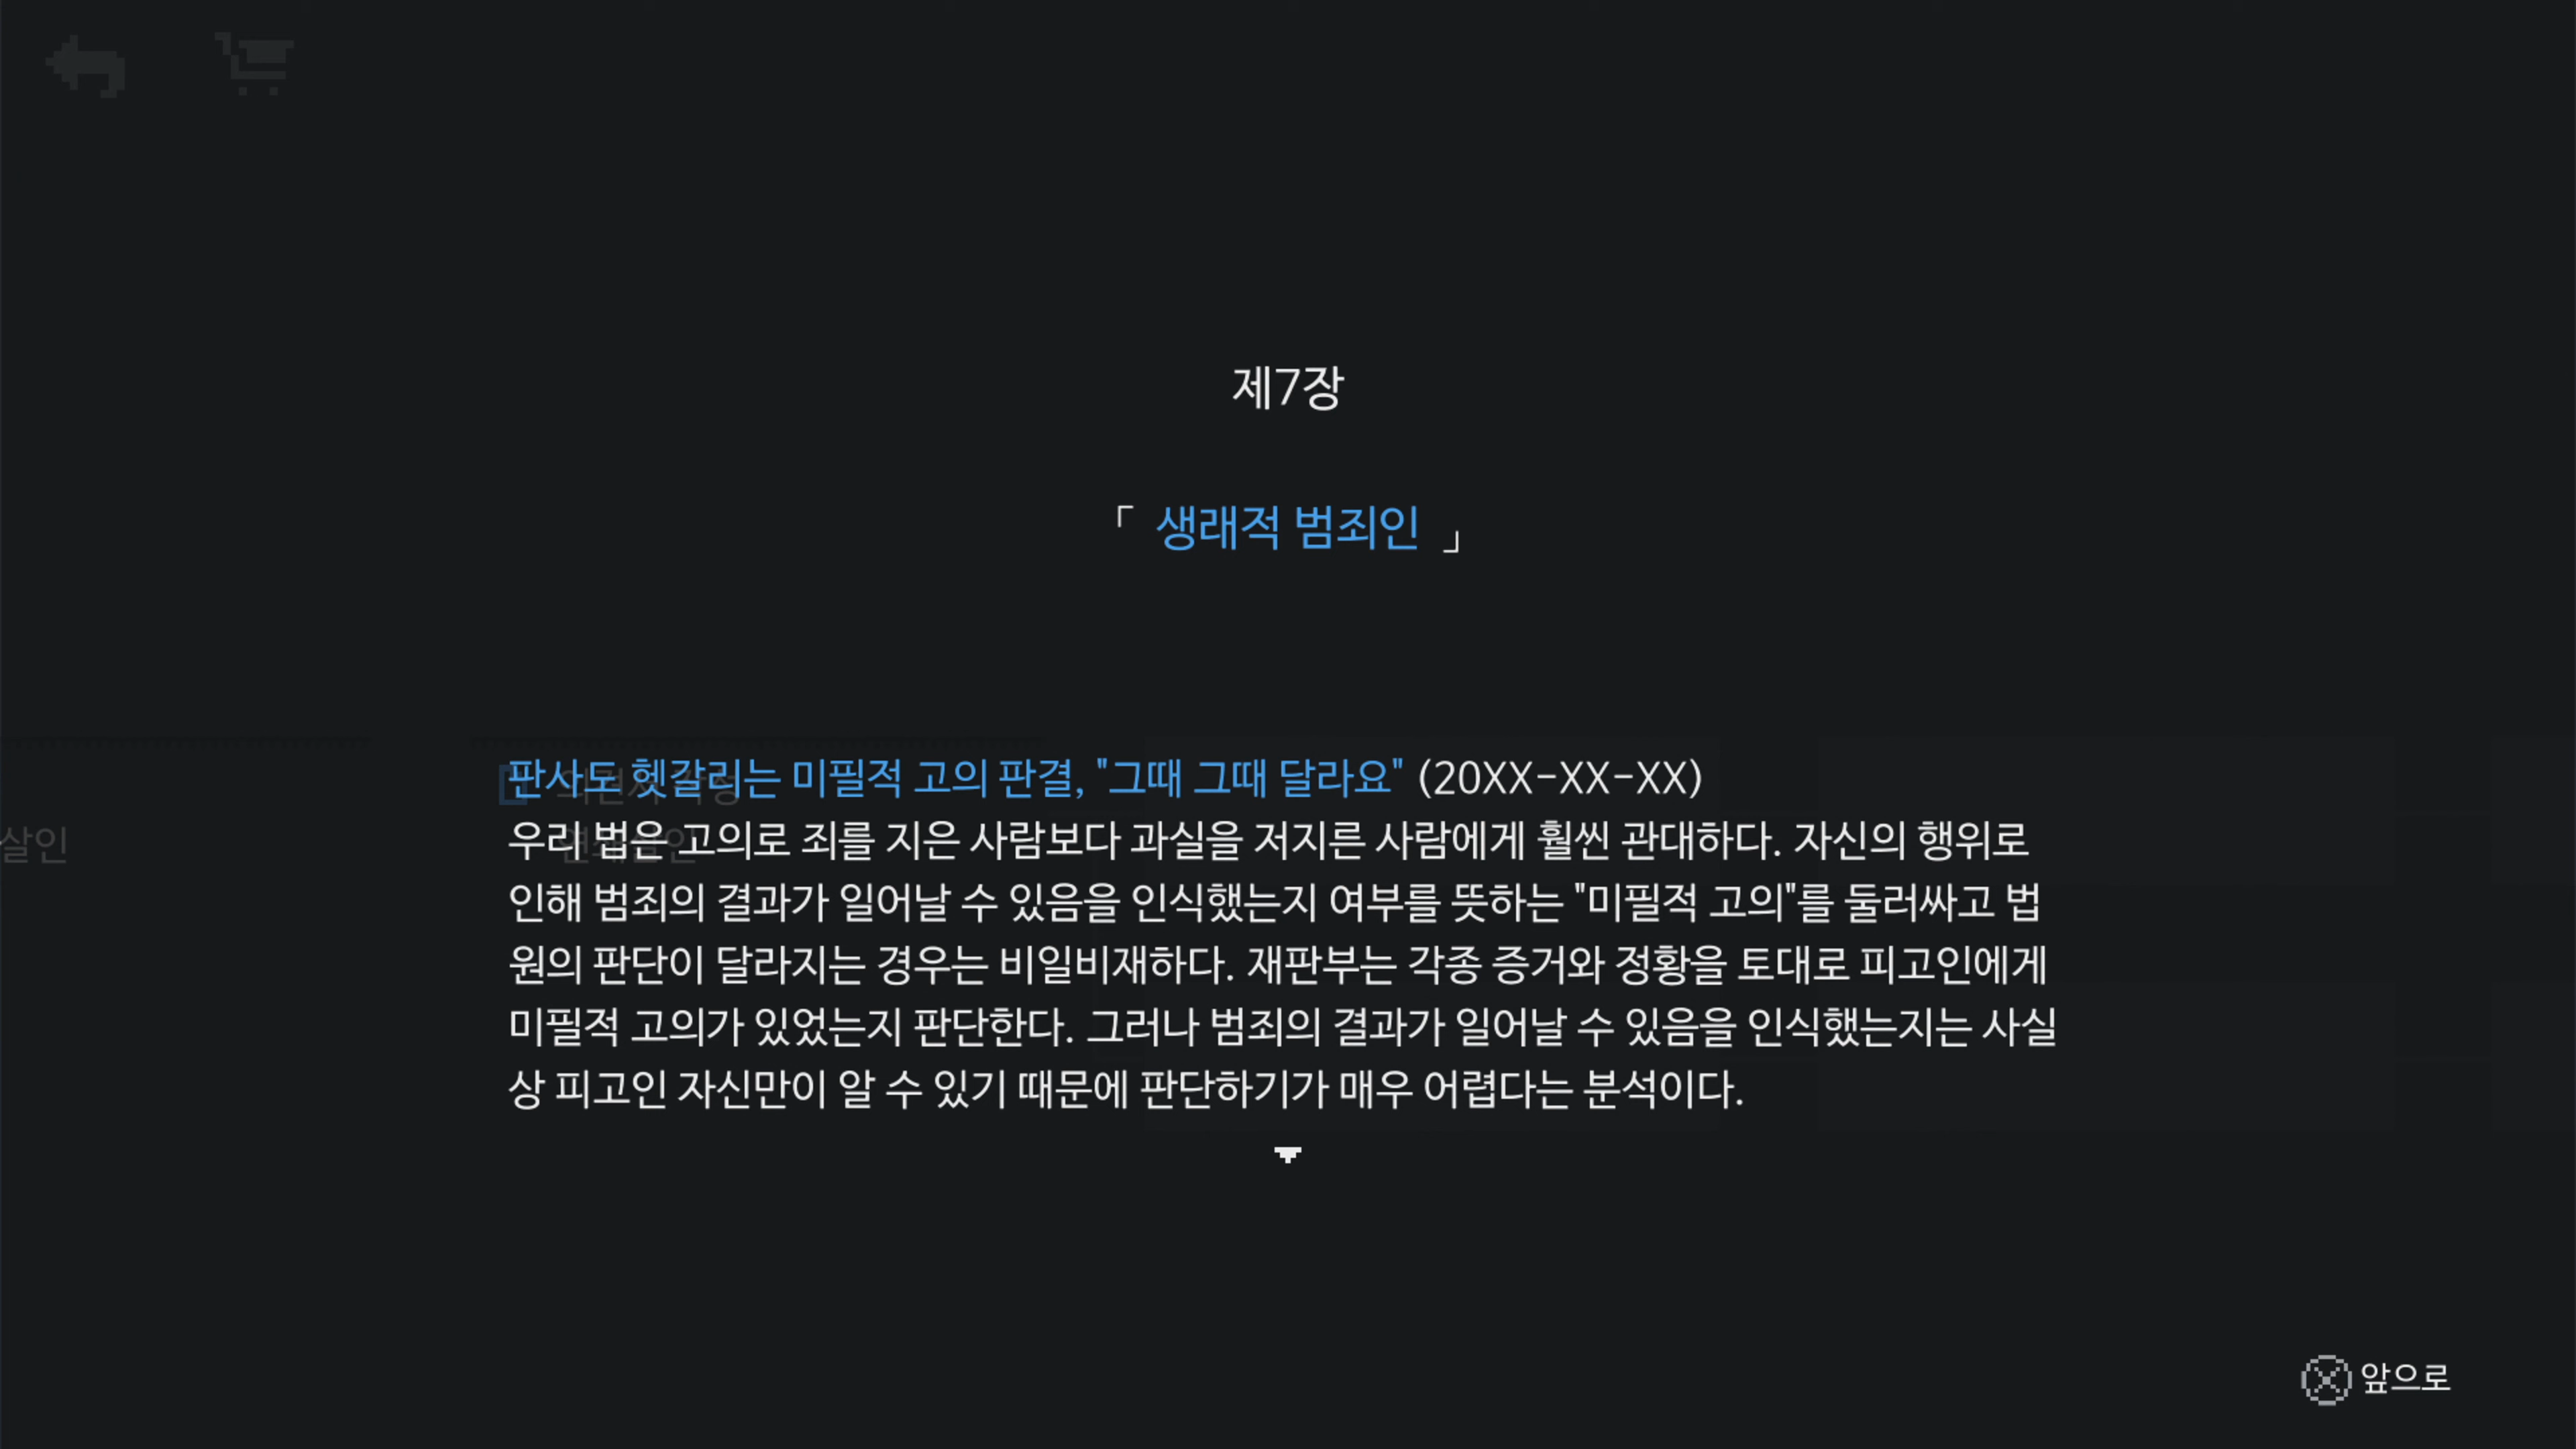 제7장
「 생래적 범죄인 」
판사도 헷갈리는 미필적 고의 판결, "그때 그때 달라요" (20XX-XX-XX)
우리 법은 고의로 죄를 지은 사람보다 과실을 저지른 사람에게 훨씬 관대하다. 자신의 행위로
인해 범죄의 결과가 일어날 수 있음을 인식했는지 여부를 뜻하는 "미필적 고의"를 둘러싸고 법
원의 판단이 달라지는 경우는 비일비재하다. 재판부는 각종 증거와 정황을 토대로 피고인에게
미필적 고의가 있었는지 판단한다. 그러나 범죄의 결과가 일어날 수 있음을 인식했는지는 사실
상 피고인 자신만이 알 수 있기 때문에 판단하기가 매우 어렵다는 분석이다.
살인
앞으로